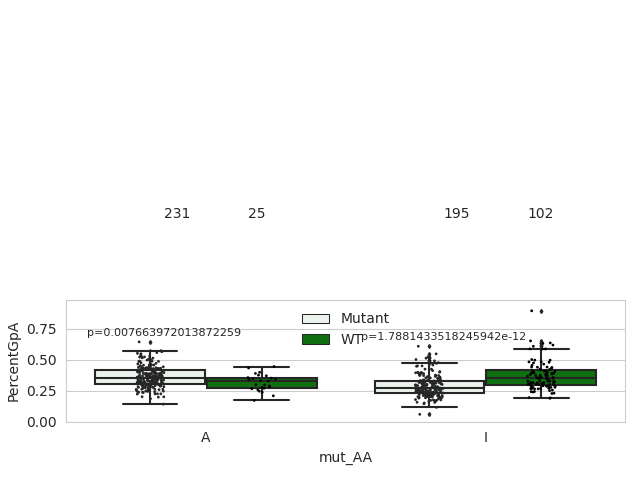 231 25 195 102
Mutant
WT
p=0.007663972013872259
p=1.7881433518245942e-12
0.75
0.50
0.25
0.00
PercentGpA
A I
mut_AA